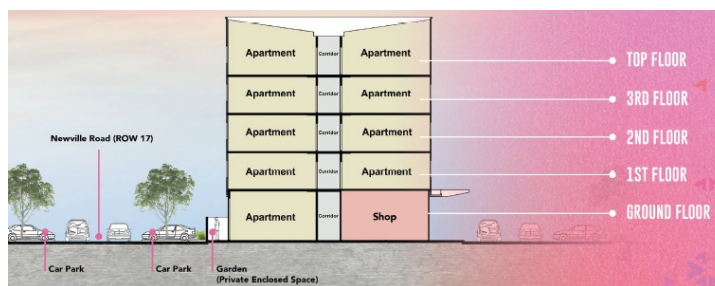 Apartment Corridor Apartment TOP FLOOR
Apartment Corridor Apartment 3RD FLOOR
Newville Road (ROW 17)
Apartment Corridor Apartment 2ND FLOOR
Apartment Corridor Apartment 1ST FLOOR
Apartment Corridor Shop GROUND FLOOR
Car Park
Car Park
Garden
(Private Enclosed Space)